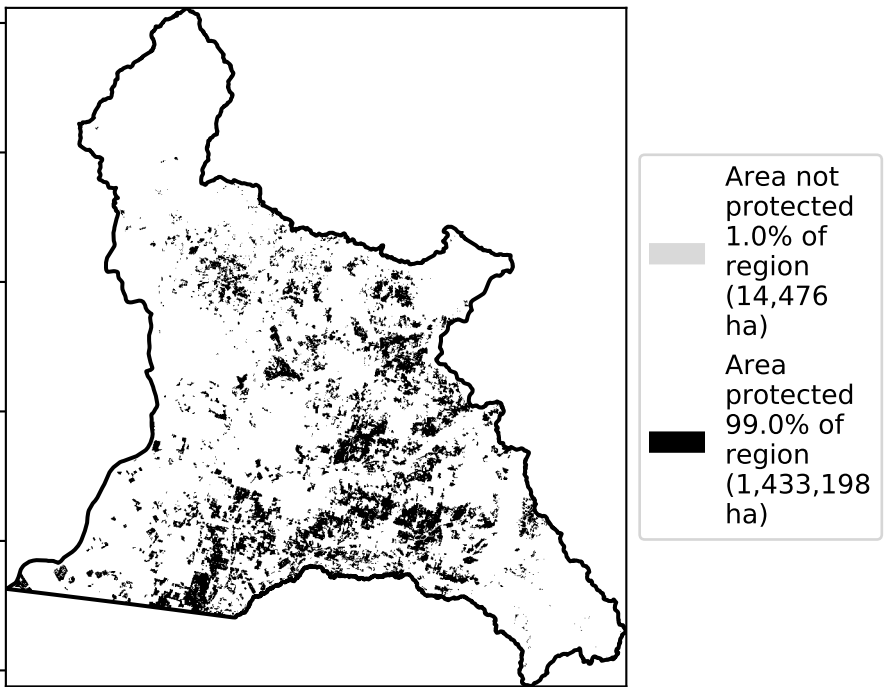 Area not
protected
1.0% of
region
(14,476
ha)
Area
protected
99.0% of
region
(1,433,198
ha)